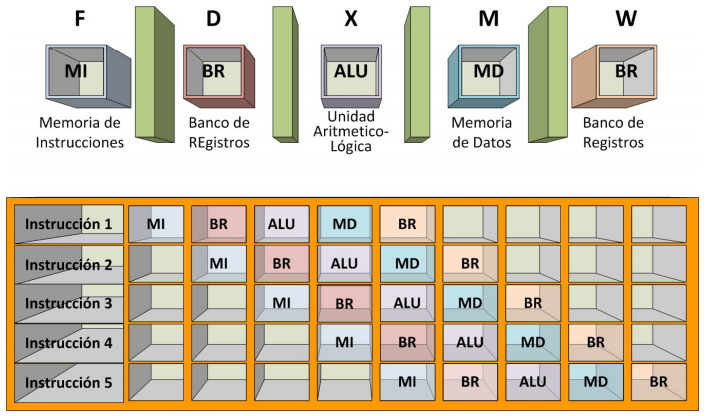 F D X M W
MI BR ALU MD BR
Memoria de
Instrucciones
Banco de
REgistros
Unidad
Aritmetico-
Lógica
Memoria
de Datos
Banco de
Registros
Instrucción 1 MI BR ALU MD BR
Instrucción 2 MI BR ALU MD BR
Instrucción 3 MI BR ALU MD BR
Instrucción 4 MI BR ALU MD BR
Instrucción 5 MI BR ALU MD BR